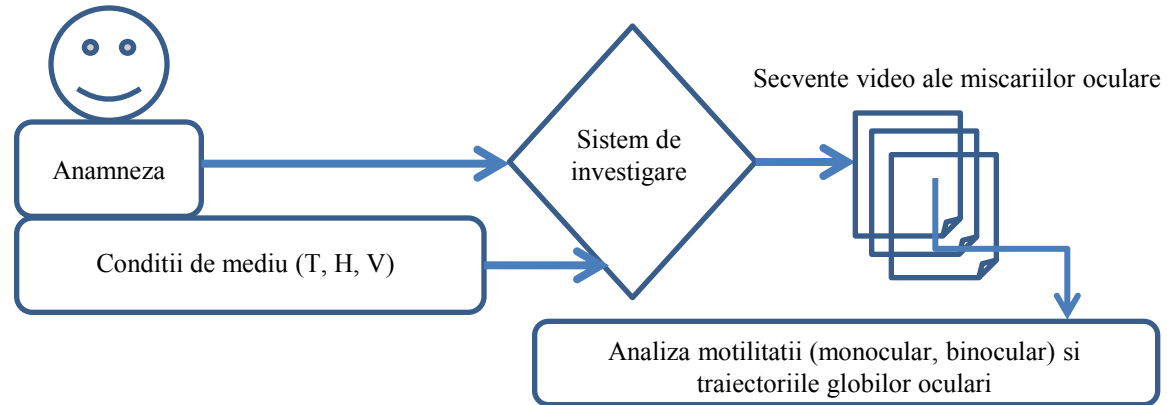 Secvente video ale miscariilor oculare
Sistem de
investigare
Anamneza
Conditii de mediu (T, H, V)
Analiza motilitatii (monocular, binocular) si
traiectoriile globilor oculari